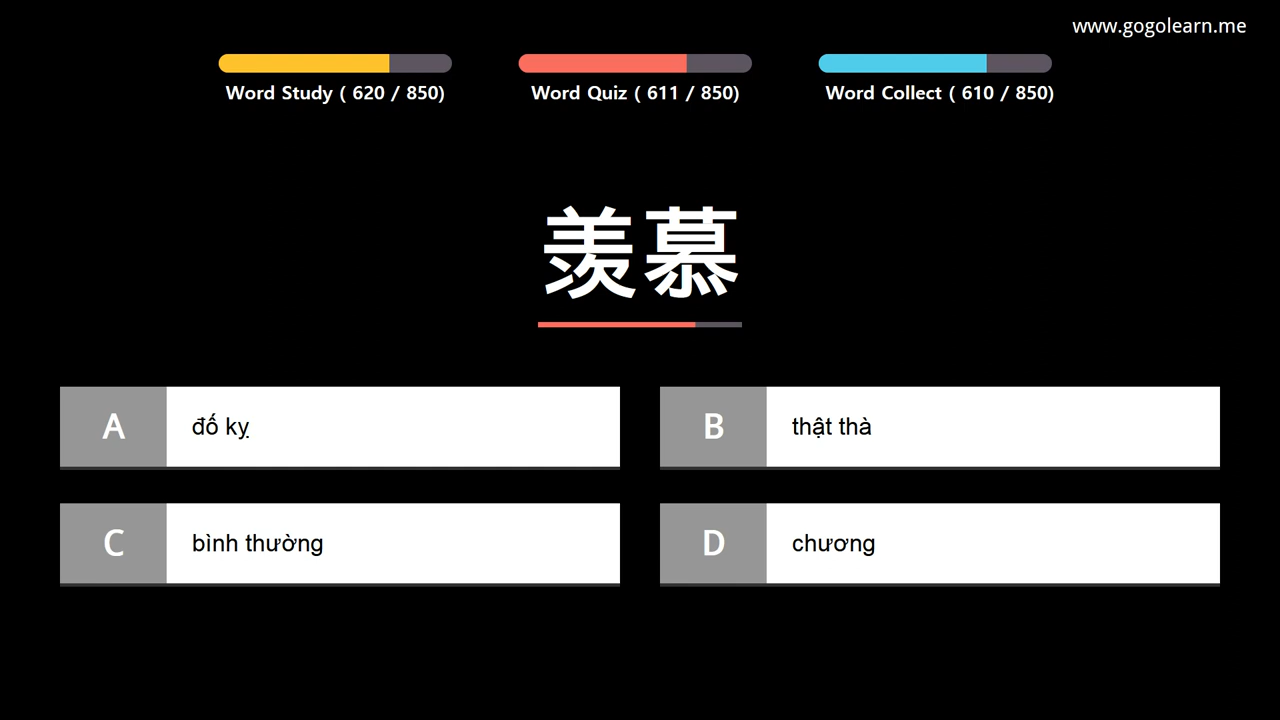 www.gogolearn.me
Word Study ( 620 / 850)
Word Quiz ( 611 / 850)
Word Collect ( 610 / 850)
羨慕
A
đố kỵ
B
thật thà
C
bình thường
D
chương